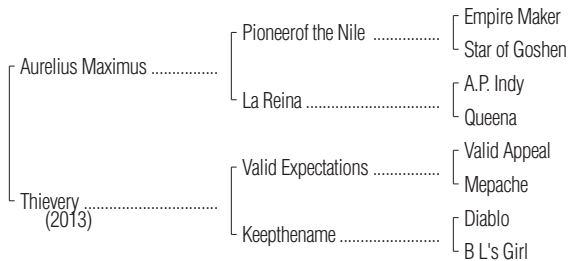 Empire Maker
Pioneerof the Nile ................
Star of Goshen
Aurelius Maximus ................
A.P. Indy
La Reina ................................
Queena
Valid Appeal
Valid Expectations ................
Mepache
Thievery ................................
(2013)
Diablo
Keepthename ........................
B L's Girl